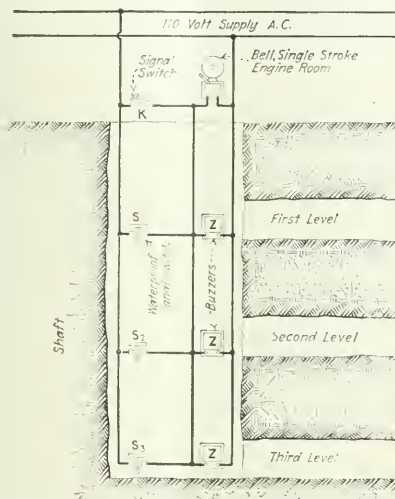 110 Volt Supply A.C.
Signal
Switch
Bell, Single Stroke
Engine Room
K
S
Z
First Level
Waterproof
Buzzers
Shaft
S2
Z
Second Level
S3
Z
Third Level